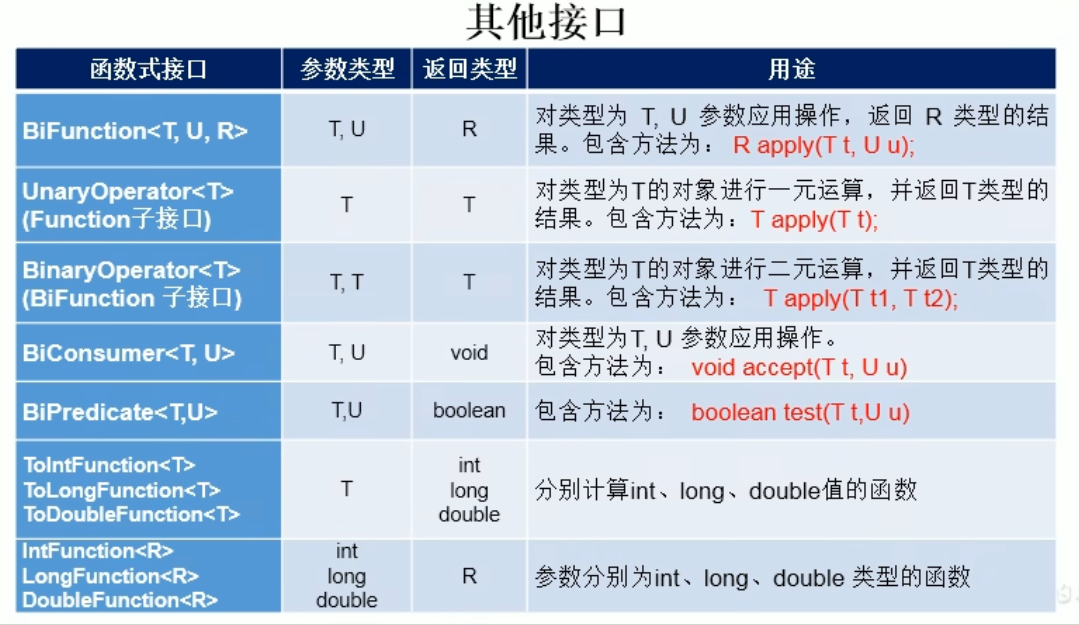 其他接口
函数式接口 参数类型 返回类型 用途
BiFunction<T, U, R> T, U R 对类型为 T, U 参数应用操作，返回 R 类型的结
果。包含方法为： R apply(T t, U u);
UnaryOperator<T>
(Function子接口) T T 对类型为T的对象进行一元运算，并返回T类型的
结果。包含方法为：T apply(T t);
BinaryOperator<T>
(BiFunction 子接口) T, T T 对类型为T的对象进行二元运算，并返回T类型的
结果。包含方法为： T apply(T t1, T t2);
BiConsumer<T, U> T, U void 对类型为T, U 参数应用操作。
包含方法为： void accept(T t, U u)
BiPredicate<T,U> T,U boolean 包含方法为： boolean test(T t,U u)
ToIntFunction<T>
ToLongFunction<T>
ToDoubleFunction<T>
T
int
long
double
分别计算int、long、double值的函数
IntFunction<R>
LongFunction<R>
DoubleFunction<R>
int
long
double
R
参数分别为int、long、double 类型的函数